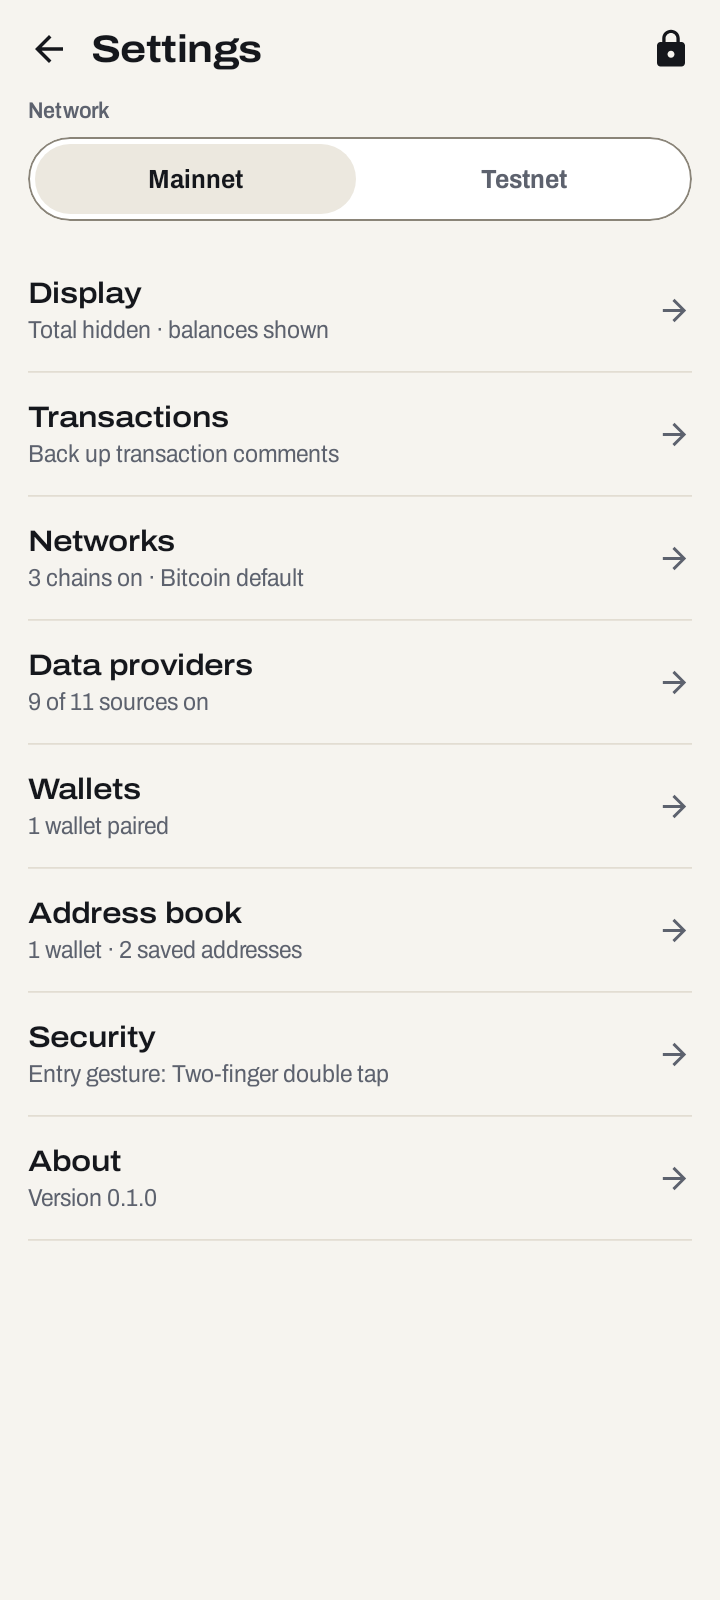 Settings
Network
Mainnet Testnet
Display
Total hidden · balances shown
Transactions
Back up transaction comments
Networks
3 chains on · Bitcoin default
Data providers
9 of 11 sources on
Wallets
1 wallet paired
Address book
1 wallet · 2 saved addresses
Security
Entry gesture: Two-finger double tap
About
Version 0.1.0